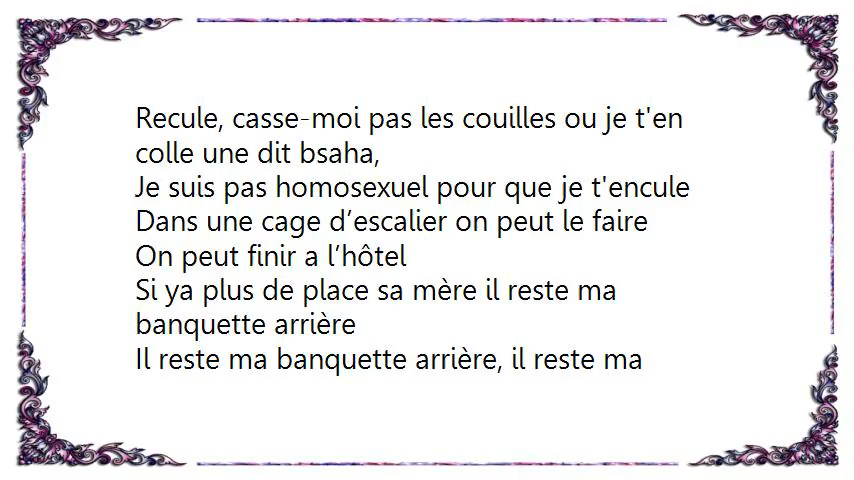 Recule, casse-moi pas les couilles ou je t'en
colle une dit bsaha,
Je suis pas homosexuel pour que je t'encule
Dans une cage d’escalier on peut le faire
On peut finir a l’hôtel
Si ya plus de place sa mère il reste ma
banquette arrière
Il reste ma banquette arrière, il reste ma